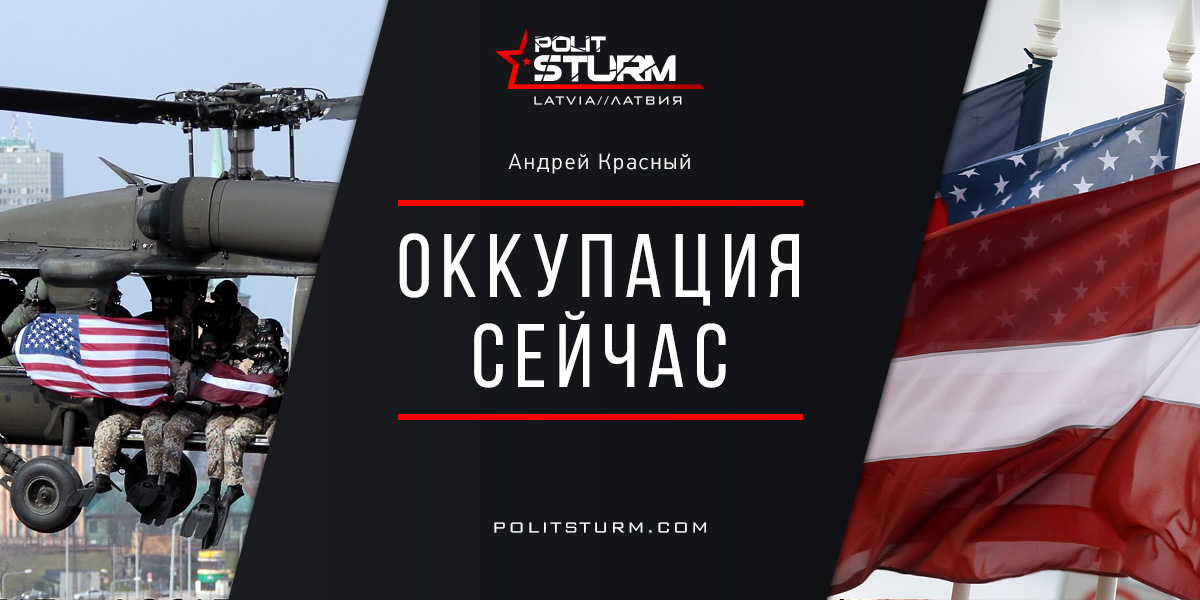 POLIT
STURM
LATVIA//ЛАТВИЯ
Андрей Красный
ОККУПАЦИЯ
СЕЙЧАС
POLITSTURM.COM